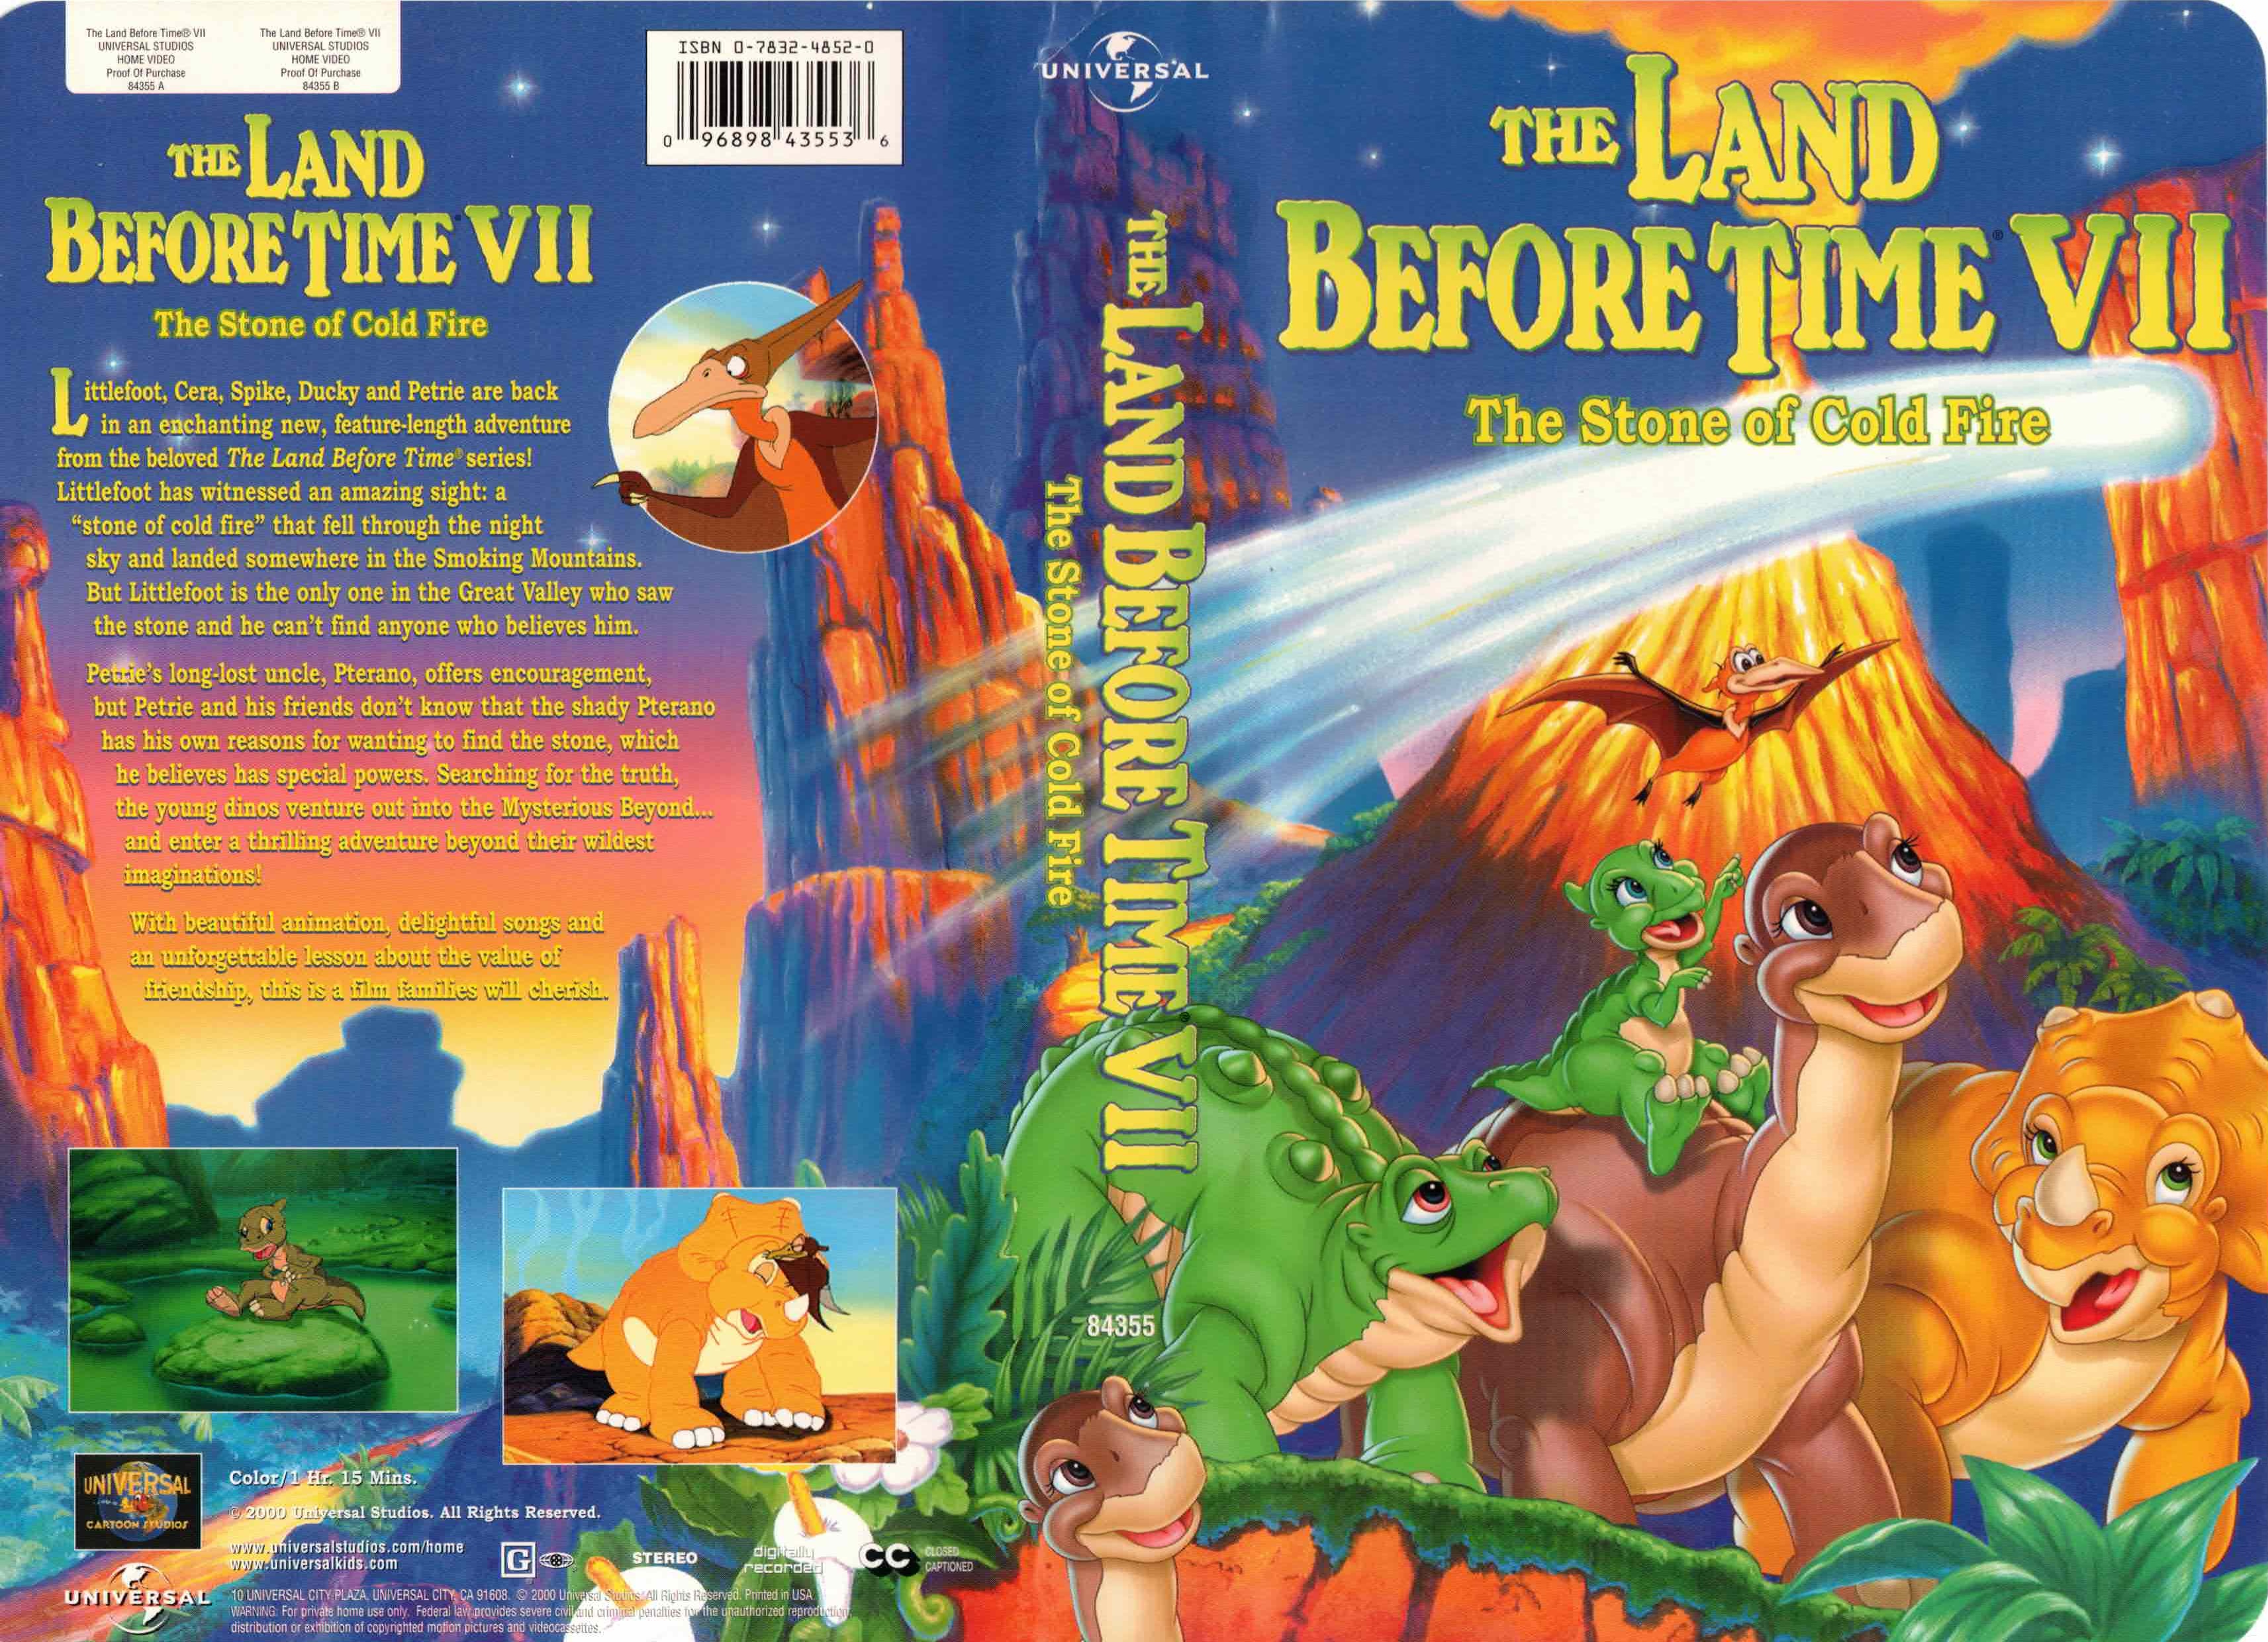 The Land Before Time® VII
UNIVERSAL STUDIOS
HOME VIDEO
Proof Of Purchase
84355 A
The Land Before Time® VII
UNIVERSAL STUDIOS
HOME VIDEO
Proof Of Purchase
84355 B
ISBN 0-7832-4852-0
0 96898 43553 6
THE LAND
BEFORE TIME VII
The Stone of Cold Fire
Littlefoot, Cera, Spike, Ducky and Petrie are back
in an enchanting new, feature-length adventure
from the beloved The Land Before Time® series!
Littlefoot has witnessed an amazing sight: a
“stone of cold fire” that fell through the night
sky and landed somewhere in the Smoking Mountains.
But Littlefoot is the only one in the Great Valley who saw
the stone and he can't find anyone who believes him.
Petrie's long-lost uncle, Pterano, offers encouragement,
but Petrie and his friends don't know that the shady Pterano
has his own reasons for wanting to find the stone, which
he believes has special powers. Searching for the truth,
the young dinos venture out into the Mysterious Beyond...
and enter a thrilling adventure beyond their wildest
imaginations!
With beautiful animation, delightful songs and
an unforgettable lesson about the value of
friendship, this is a film families will cherish.
UNIVERSAL
CARTOON STUDIOS
Color/1 Hr. 15 Mins.
© 2000 Universal Studios. All Rights Reserved.
www.universalstudios.com/home
www.universalkids.com
G
STEREO
digitally
recorded
CC
CLOSED
CAPTIONED
UNIVERSAL
10 UNIVERSAL CITY PLAZA, UNIVERSAL CITY, CA 91608. © 2000 Universal Studios. All Rights Reserved. Printed in USA.
WARNING: For private home use only. Federal law provides severe civil and criminal penalties for the unauthorized reproduction,
distribution or exhibition of copyrighted motion pictures and videocassettes.
UNIVERSAL
THE LAND BEFORE TIME® VII
The Stone of Cold Fire
84355
THE LAND
BEFORE TIME® VII
The Stone of Cold Fire